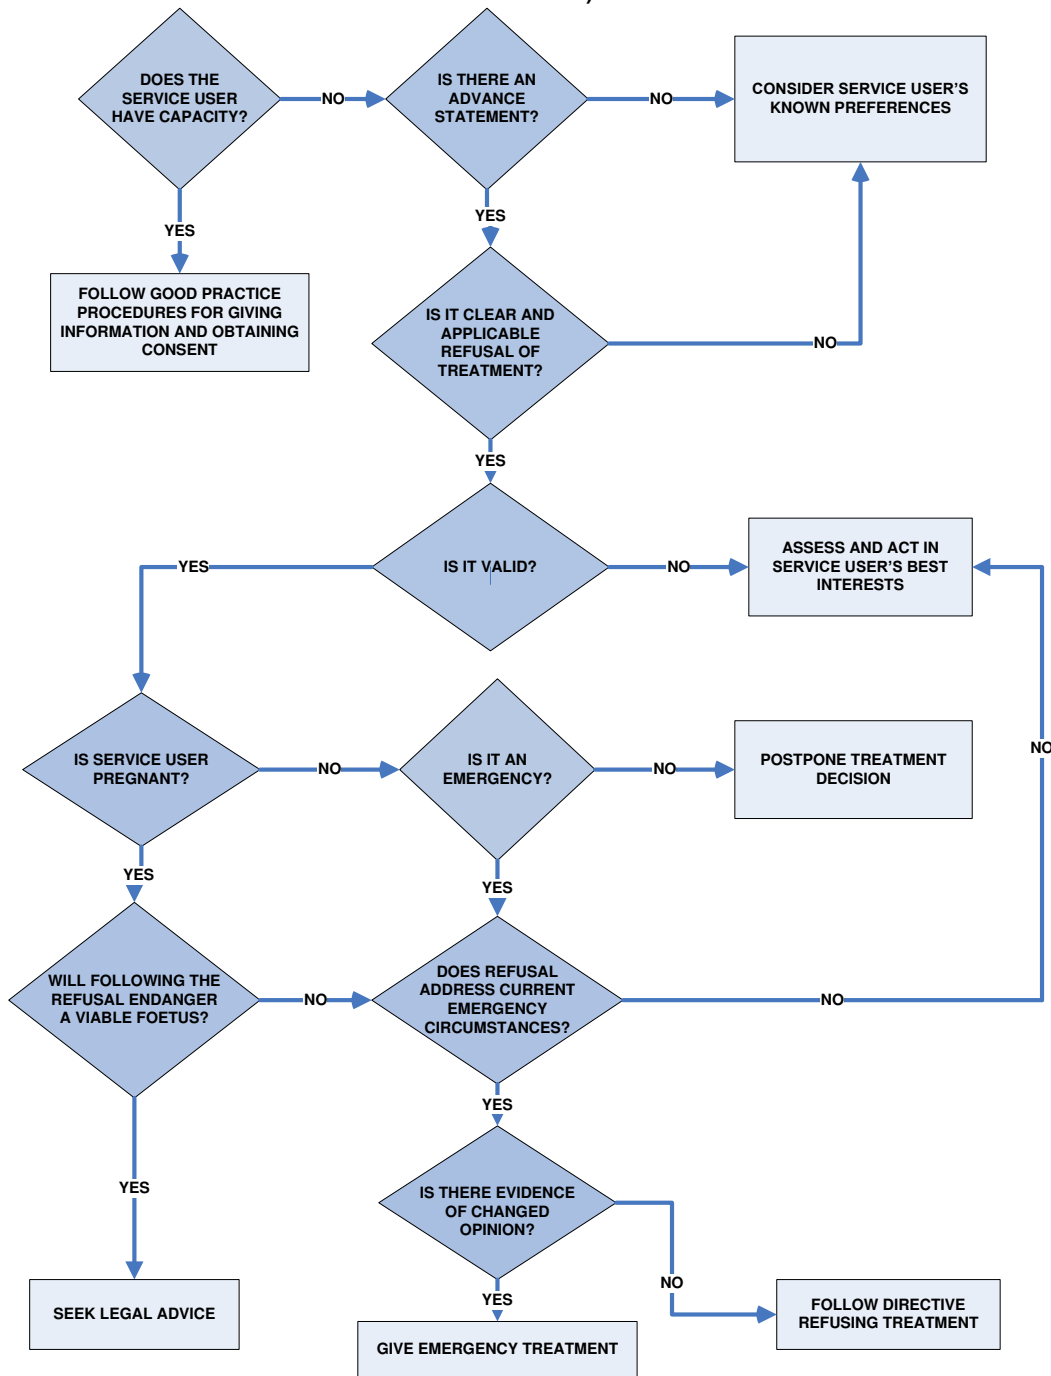 DOES THE
SERVICE USER
HAVE CAPACITY?
NO
IS THERE AN
ADVANCE
STATEMENT?
NO
CONSIDER SERVICE USER'S
KNOWN PREFERENCES
YES
YES
FOLLOW GOOD PRACTICE
PROCEDURES FOR GIVING
INFORMATION AND OBTAINING
CONSENT
IS IT CLEAR AND
APPLICABLE
REFUSAL OF
TREATMENT?
NO
YES
YES
IS IT VALID?
NO
ASSESS AND ACT IN
SERVICE USER'S BEST
INTERESTS
NO
IS SERVICE USER
PREGNANT?
NO
IS IT AN
EMERGENCY?
NO
POSTPONE TREATMENT
DECISION
YES
YES
WILL FOLLOWING THE
REFUSAL ENDANGER
A VIABLE FOETUS?
NO
DOES REFUSAL
ADDRESS CURRENT
EMERGENCY
CIRCUMSTANCES?
NO
YES
YES
IS THERE EVIDENCE
OF CHANGED
OPINION?
NO
YES
SEEK LEGAL ADVICE
GIVE EMERGENCY TREATMENT
FOLLOW DIRECTIVE
REFUSING TREATMENT